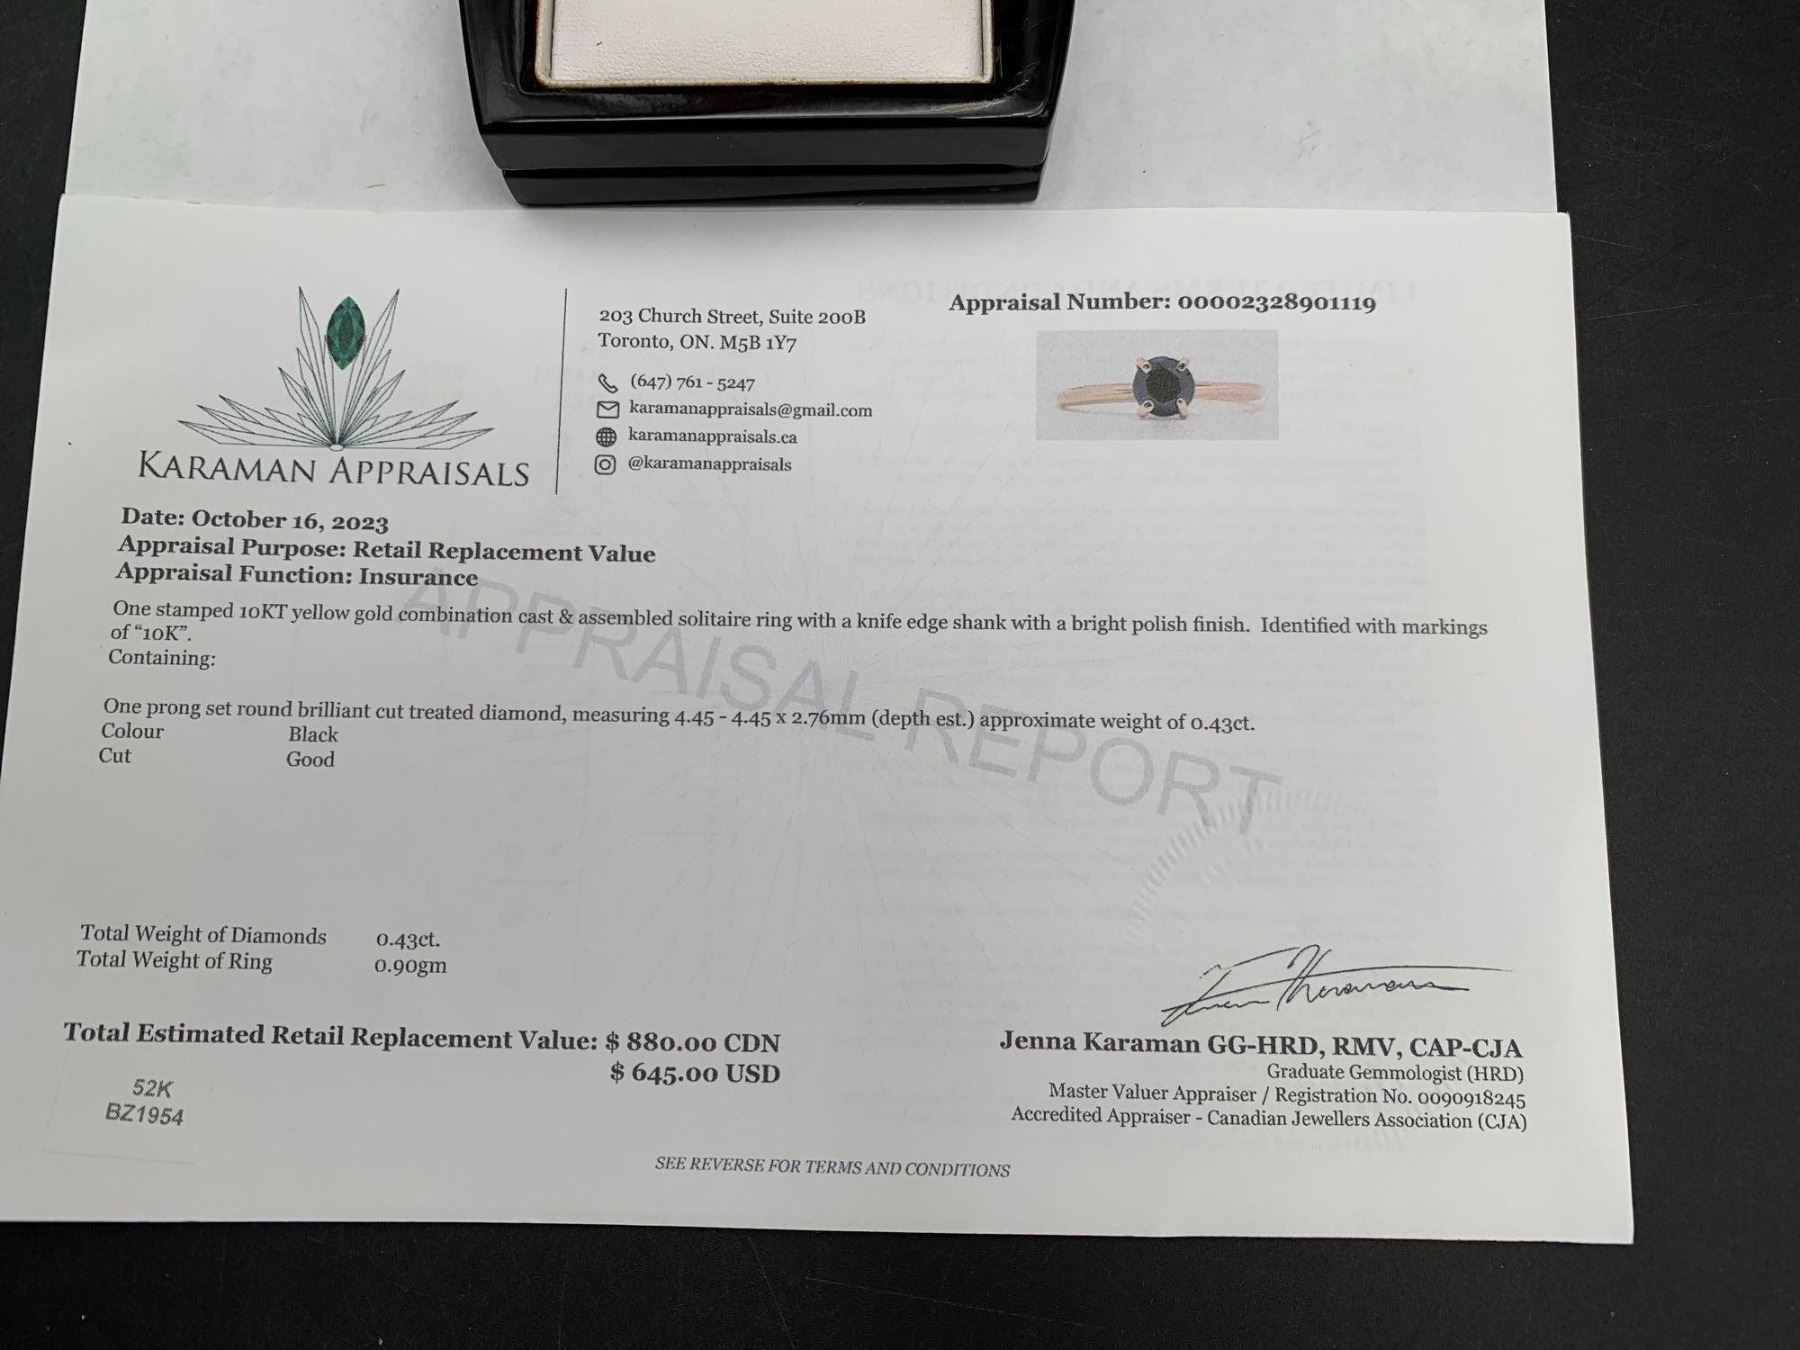 KARAMAN APPRAISALS
203 Church Street, Suite 200B
Toronto, ON. M5B 1Y7
(647) 761 - 5247
karamanappraisals@gmail.com
karamanappraisals.ca
@karamanappraisals
Appraisal Number: 00002328901119
Date: October 16, 2023
Appraisal Purpose: Retail Replacement Value
Appraisal Function: Insurance
One stamped 10KT yellow gold combination cast & assembled solitaire ring with a knife edge shank with a bright polish finish. Identified with markings
of “10K”.
Containing:
APPRAISAL REPORT
One prong set round brilliant cut treated diamond, measuring 4.45 - 4.45 x 2.76mm (depth est.) approximate weight of 0.43ct.
Colour Black
Cut Good
Total Weight of Diamonds 0.43ct.
Total Weight of Ring 0.90gm
Total Estimated Retail Replacement Value: $ 880.00 CDN
$ 645.00 USD
52K
BZ1954
Jenna Karaman GG-HRD, RMV, CAP-CJA
Graduate Gemmologist (HRD)
Master Valuer Appraiser / Registration No. 0090918245
Accredited Appraiser - Canadian Jewellers Association (CJA)
SEE REVERSE FOR TERMS AND CONDITIONS